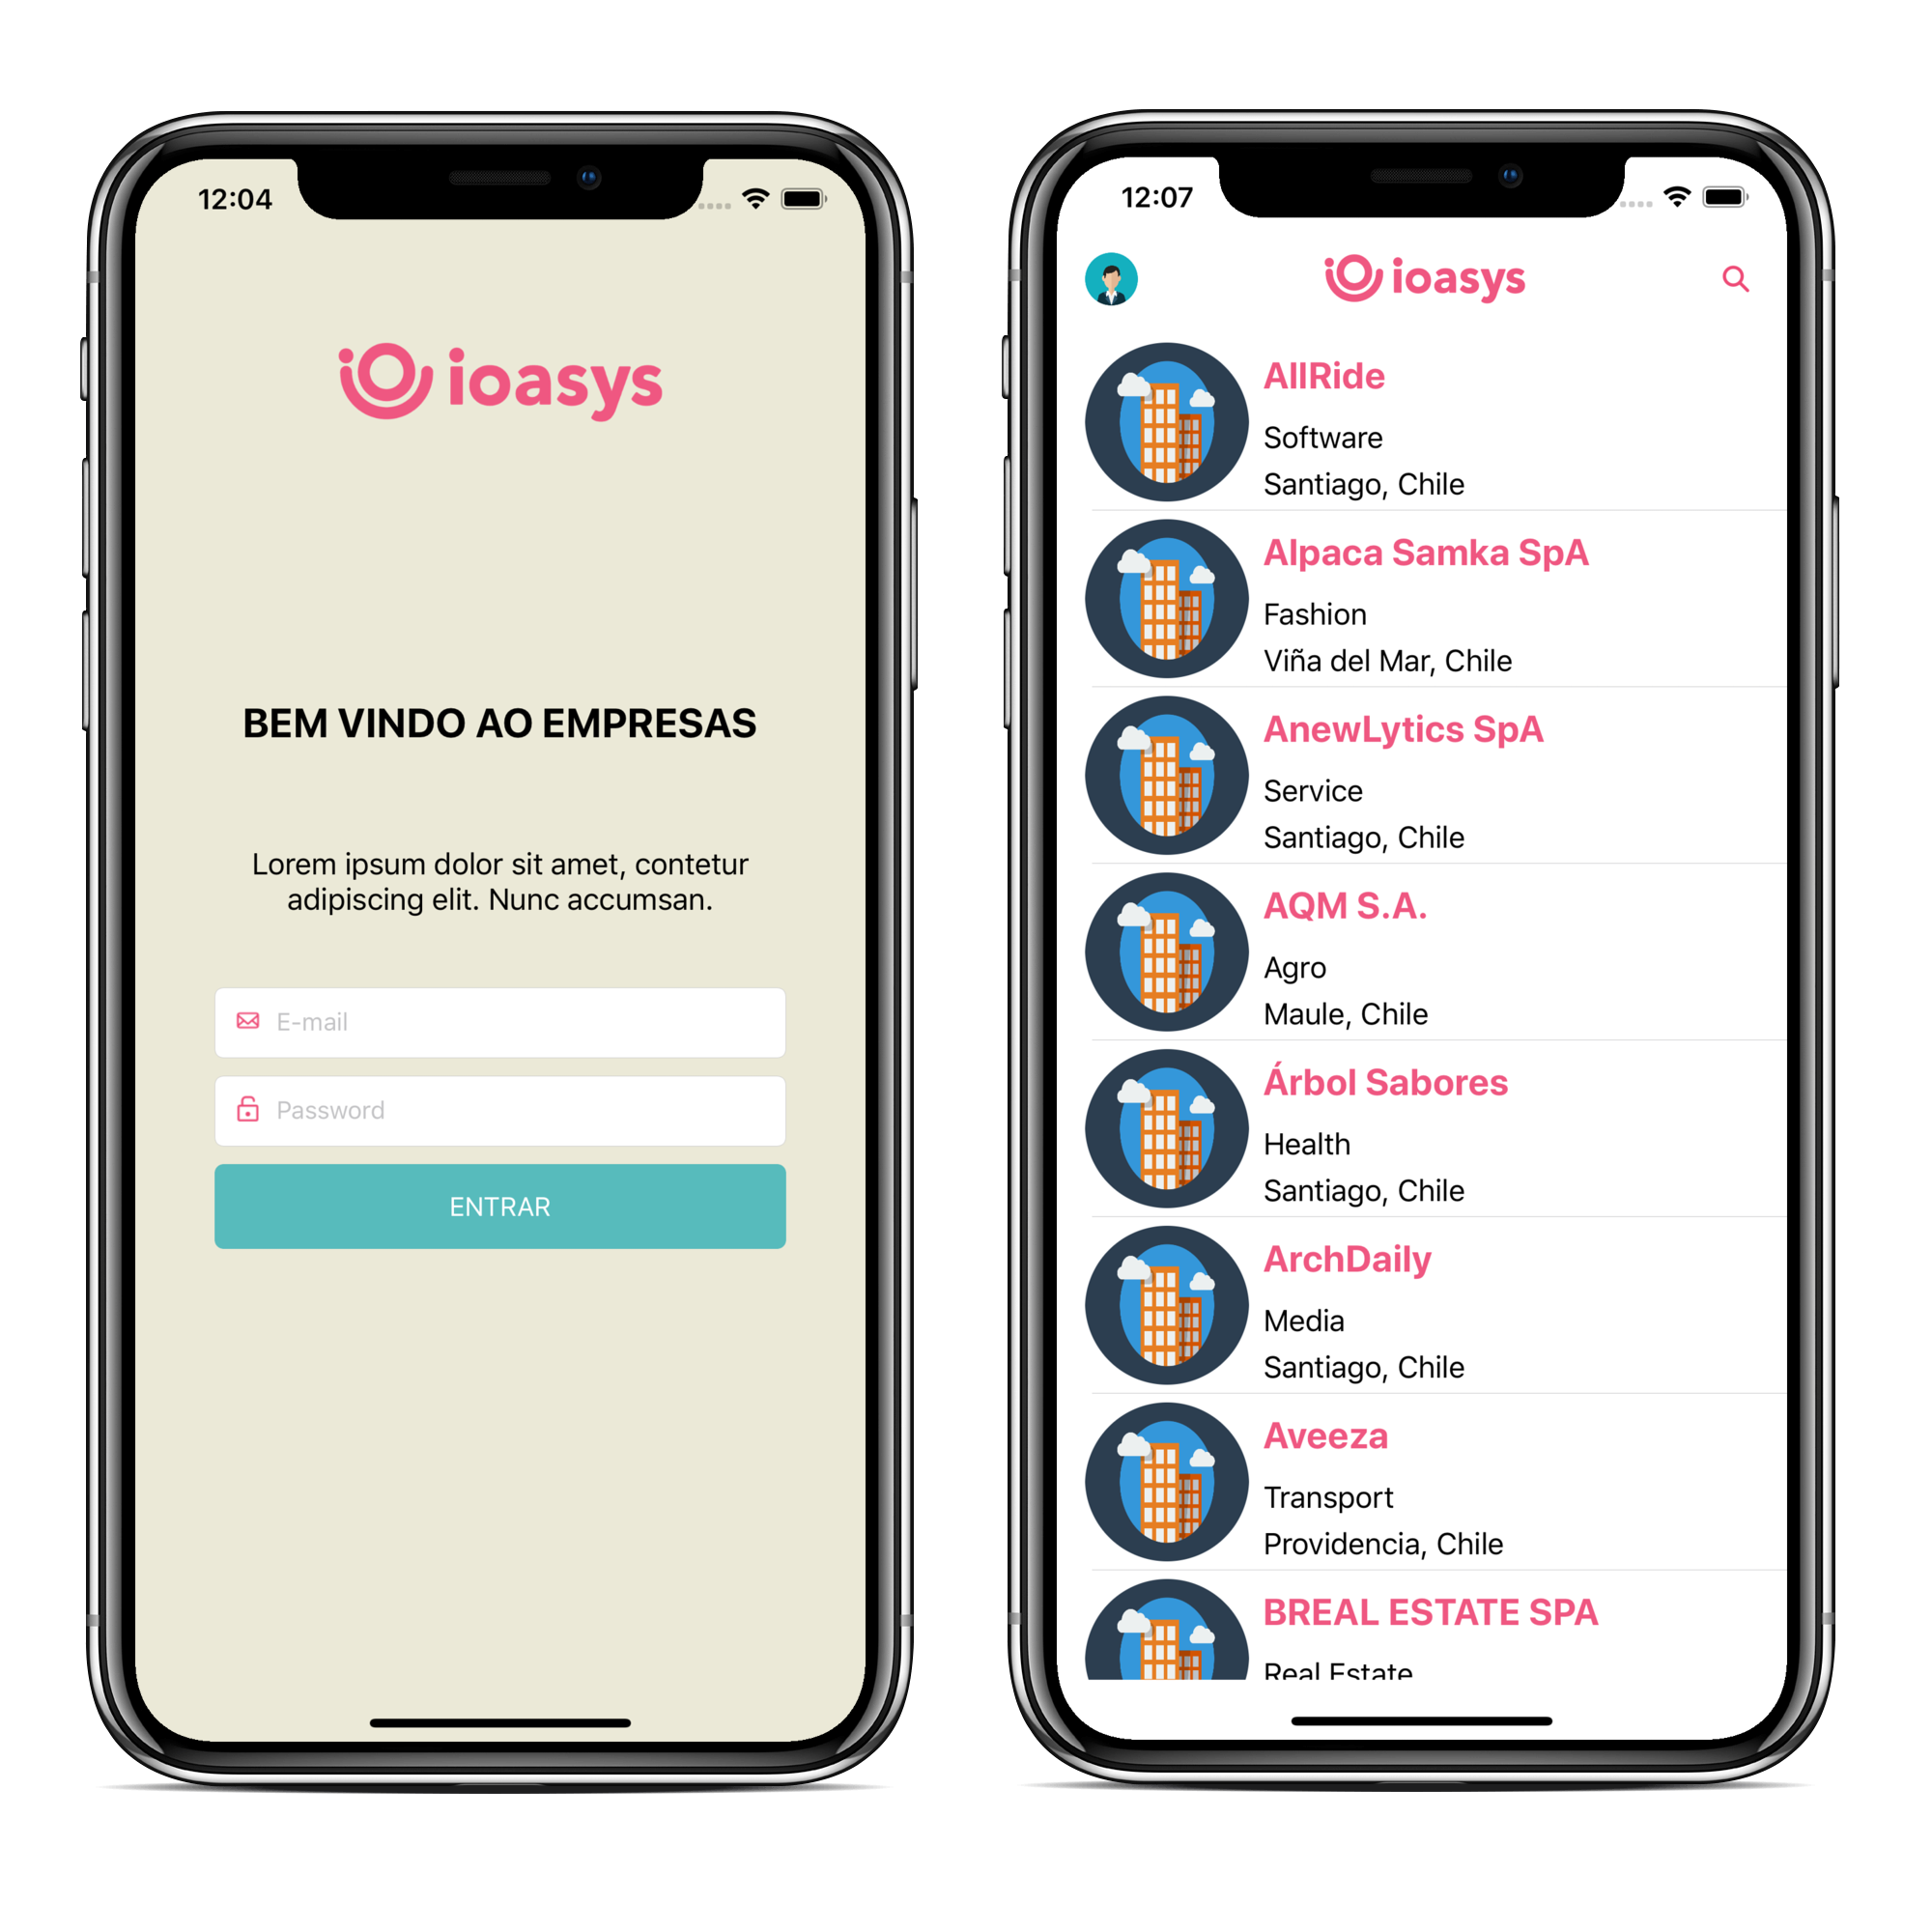 12:04
ioasys
BEM VINDO AO EMPRESAS
Lorem ipsum dolor sit amet, contetur
adipiscing elit. Nunc accumsan.
E-mail
Password
ENTRAR
12:07
ioasys
AllRide
Software
Santiago, Chile
Alpaca Samka SpA
Fashion
Viña del Mar, Chile
AnewLytics SpA
Service
Santiago, Chile
AQM S.A.
Agro
Maule, Chile
Árbol Sabores
Health
Santiago, Chile
ArchDaily
Media
Santiago, Chile
Aveeza
Transport
Providencia, Chile
BREAL ESTATE SPA
Real Estate